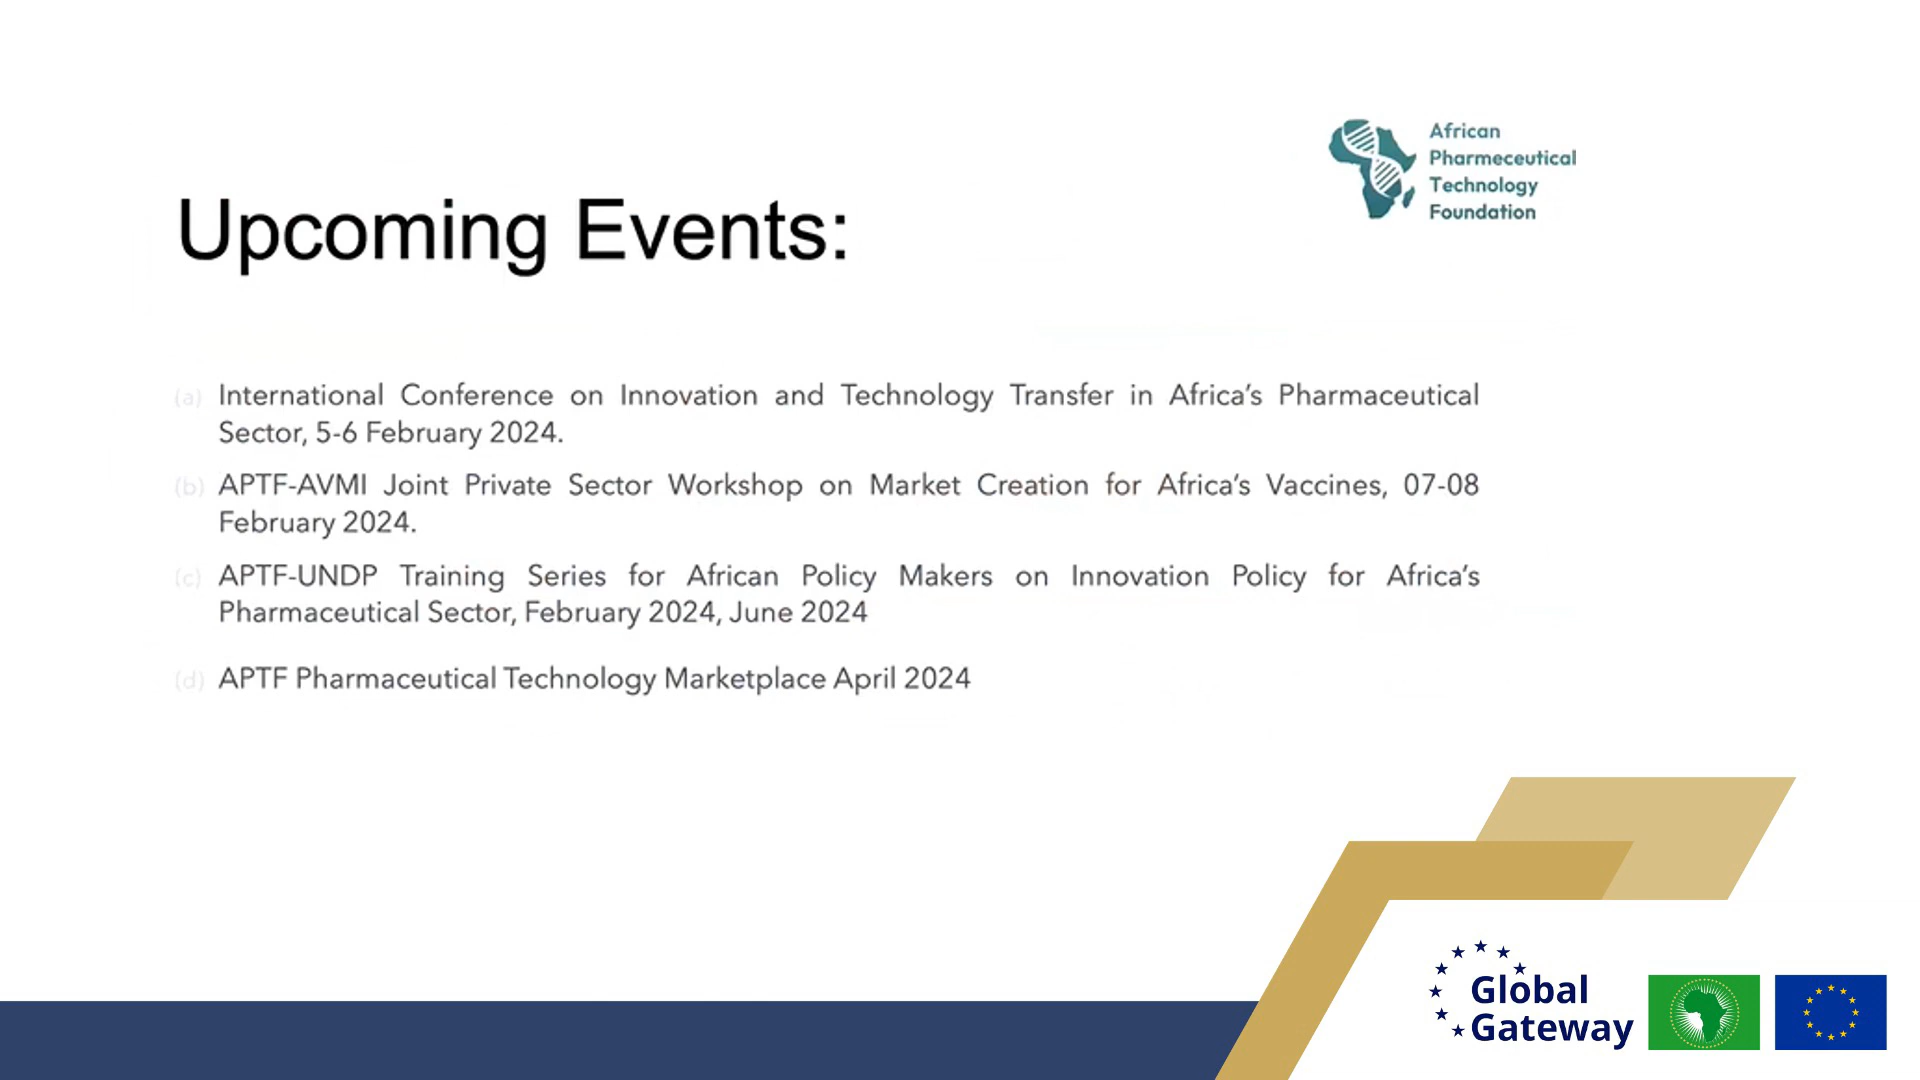 African
Pharmeceutical
Technology
Foundation
Upcoming Events:
(a) International Conference on Innovation and Technology Transfer in Africa's Pharmaceutical
Sector, 5-6 February 2024.
(b) APTF-AVMI Joint Private Sector Workshop on Market Creation for Africa's Vaccines, 07-08
February 2024.
(c) APTF-UNDP Training Series for African Policy Makers on Innovation Policy for Africa's
Pharmaceutical Sector, February 2024, June 2024
(d) APTF Pharmaceutical Technology Marketplace April 2024
Global
Gateway